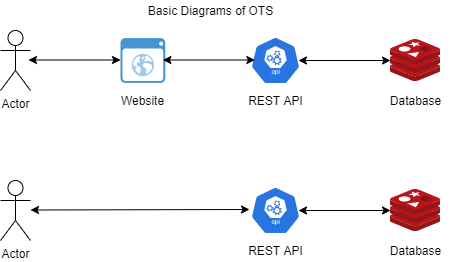 Basic Diagrams of OTS
api
Actor
Website
REST API
Database
api
Actor
REST API
Database